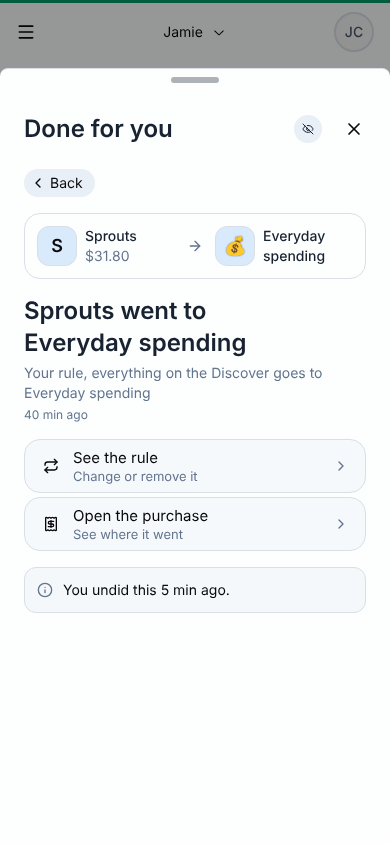 Jamie
JC
Done for you
Back
S
Sprouts
$31.80
Everyday
spending
Sprouts went to
Everyday spending
Your rule, everything on the Discover goes to
Everyday spending
40 min ago
See the rule
Change or remove it
Open the purchase
See where it went
You undid this 5 min ago.